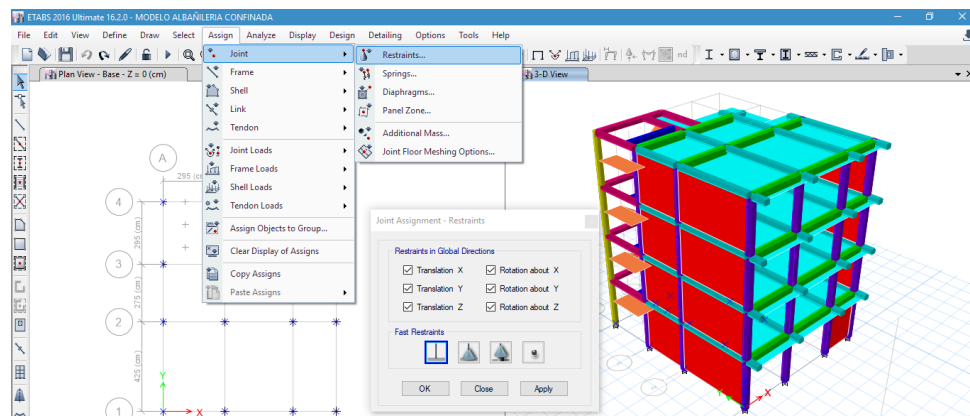 ETABS 2016 Ultimate 16.2.0 - MODELO ALBAÑILERIA CONFINADA
File Edit View Define Draw Select Assign Analyze Display Design Detailing Options Tools Help
nd
Plan View - Base - Z = 0 (cm)
3-D View
Joint
Frame
Shell
Link
Tendon
Joint Loads
Frame Loads
Shell Loads
Tendon Loads
Assign Objects to Group...
Clear Display of Assigns
Copy Assigns
Paste Assigns
Restraints...
Springs...
Diaphragms...
Panel Zone...
Additional Mass...
Joint Floor Meshing Options...
A
295 (c
4
295 (cm)
3
275 (cm)
2
425 (cm)
1
Y
X
Joint Assignment - Restraints
Restraints in Global Directions
Translation X Rotation about X
Translation Y Rotation about Y
Translation Z Rotation about Z
Fast Restraints
OK Close Apply
Y
X